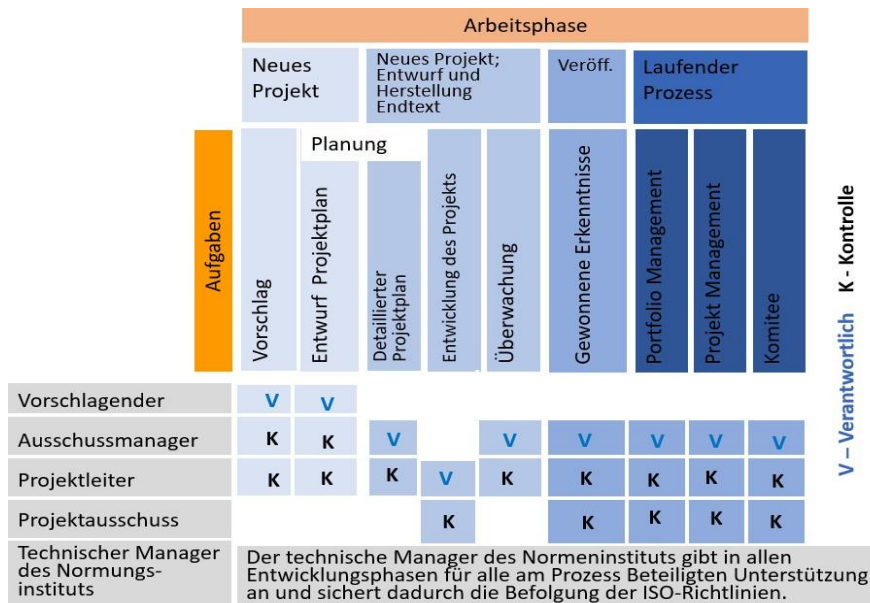 Arbeitsphase
Neues
Projekt
Neues Projekt;
Entwurf und
Herstellung
Endtext
Veröff.
Laufender
Prozess
Planung
Aufgaben
Vorschlag
Entwurf Projektplan
Detaillierter
Projektplan
Entwicklung des Projekts
Überwachung
Gewonnene Erkenntnisse
Portfolio Management
Projekt Management
Komitee
V – Verantwortlich K - Kontrolle
Vorschlagender V V
Ausschussmanager K K V V V V V V
Projektleiter K K K V K K K K K
Projektausschuss K K K K K
Technischer Manager
des Normungs-
instituts
Der technische Manager des Normeninstituts gibt in allen
Entwicklungsphasen für alle am Prozess Beteiligten Unterstützung
an und sichert dadurch die Befolgung der ISO-Richtlinien.